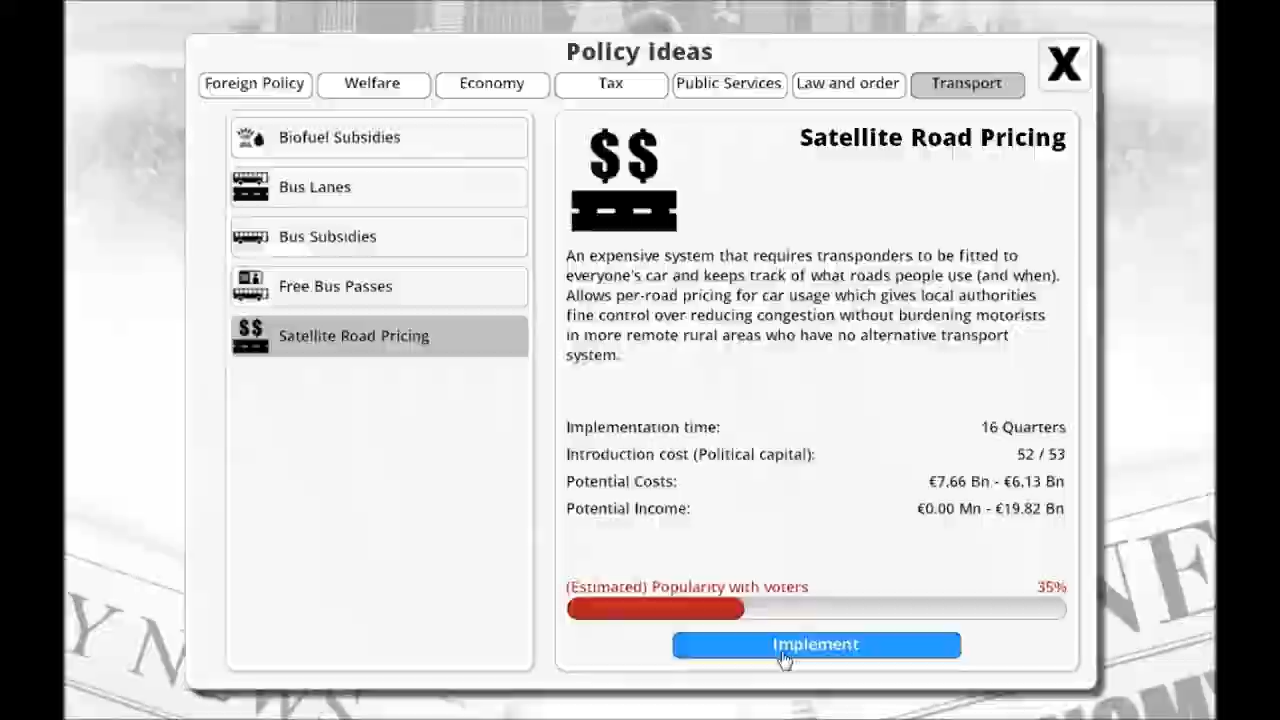 Policy ideas
X
Foreign Policy
Welfare
Economy
Tax
Public Services
Law and order
Transport
Biofuel Subsidies
Bus Lanes
Bus Subsidies
Free Bus Passes
$$ Satellite Road Pricing
$$
Satellite Road Pricing
An expensive system that requires transponders to be fitted to
everyone's car and keeps track of what roads people use (and when).
Allows per-road pricing for car usage which gives local authorities
fine control over reducing congestion without burdening motorists
in more remote rural areas who have no alternative transport
system.
Implementation time: 16 Quarters
Introduction cost (Political capital): 52 / 53
Potential Costs: €7.66 Bn - €6.13 Bn
Potential Income: €0.00 Mn - €19.82 Bn
(Estimated) Popularity with voters 35%
Implement